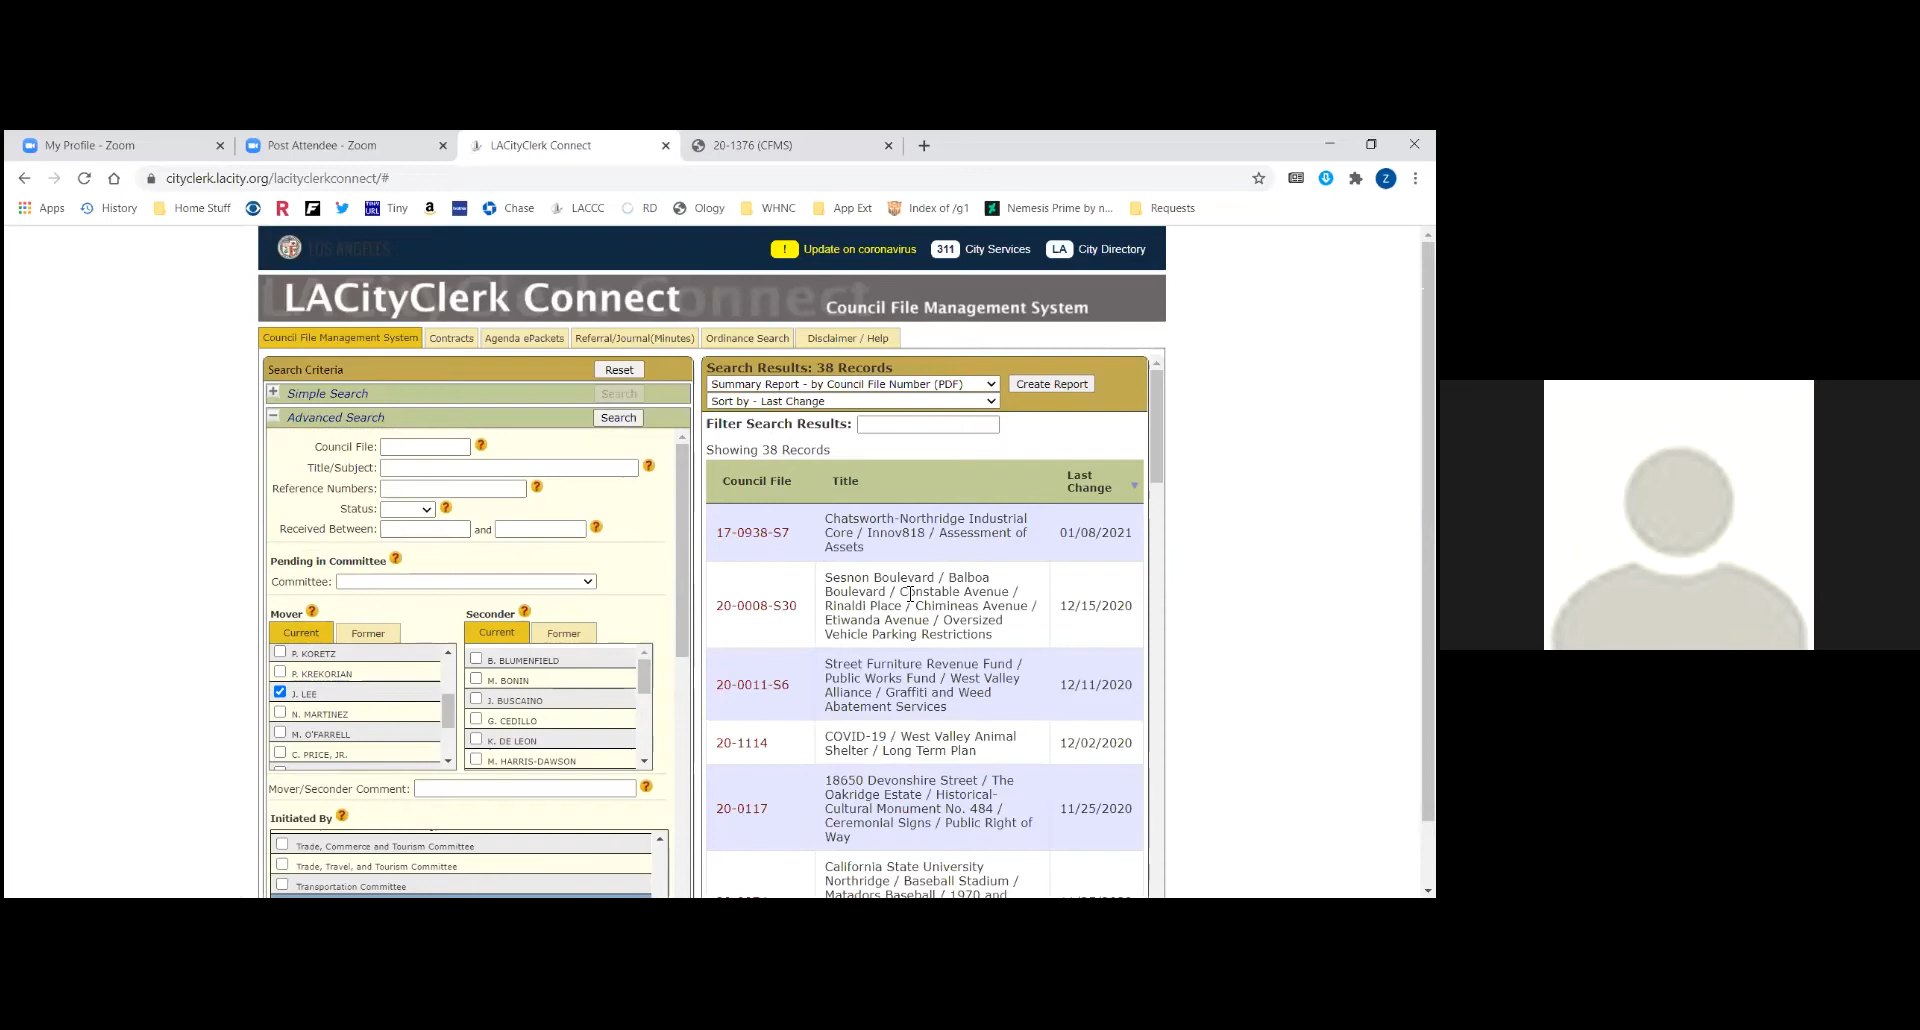 My Profile - Zoom
Post Attendee - Zoom
LACityClerk Connect
20-1376 (CFMS)
cityclerk.lacity.org/lacityclerkconnect/#
Z
Apps
History
Home Stuff
R
TINY URL
Tiny
a
Chase
LACCC
RD
Ology
WHNC
App Ext
Index of /g1
Nemesis Prime by n...
Requests
LOS ANGELES
! Update on coronavirus
311 City Services
LA City Directory
LACityClerk Connect
Council File Management System
Council File Management System
Contracts
Agenda ePackets
Referral/Journal(Minutes)
Ordinance Search
Disclaimer / Help
Search Criteria
Reset
Simple Search
Search
Advanced Search
Search
Council File:
Title/Subject:
Reference Numbers:
Status:
Received Between:
and
Pending in Committee
Committee:
Mover
Current
Former
P. KORETZ
P. KREKORIAN
J. LEE
N. MARTINEZ
M. O'FARRELL
C. PRICE, JR.
Seconder
Current
Former
B. BLUMENFIELD
M. BONIN
J. BUSCAINO
G. CEDILLO
K. DE LEON
M. HARRIS-DAWSON
Mover/Seconder Comment:
Initiated By
Trade, Commerce and Tourism Committee
Trade, Travel, and Tourism Committee
Transportation Committee
Search Results: 38 Records
Summary Report - by Council File Number (PDF)
Create Report
Sort by - Last Change
Filter Search Results:
Showing 38 Records
Council File
Title
Last
Change
17-0938-S7
Chatsworth-Northridge Industrial
Core / Innov818 / Assessment of
Assets
01/08/2021
20-0008-S30
Sesnon Boulevard / Balboa
Boulevard / Constable Avenue /
Rinaldi Place / Chimineas Avenue /
Etiwanda Avenue / Oversized
Vehicle Parking Restrictions
12/15/2020
20-0011-S6
Street Furniture Revenue Fund /
Public Works Fund / West Valley
Alliance / Graffiti and Weed
Abatement Services
12/11/2020
20-1114
COVID-19 / West Valley Animal
Shelter / Long Term Plan
12/02/2020
20-0117
18650 Devonshire Street / The
Oakridge Estate / Historical-
Cultural Monument No. 484 /
Ceremonial Signs / Public Right of
Way
11/25/2020
California State University
Northridge / Baseball Stadium /
Matadors Baseball / 1970 and